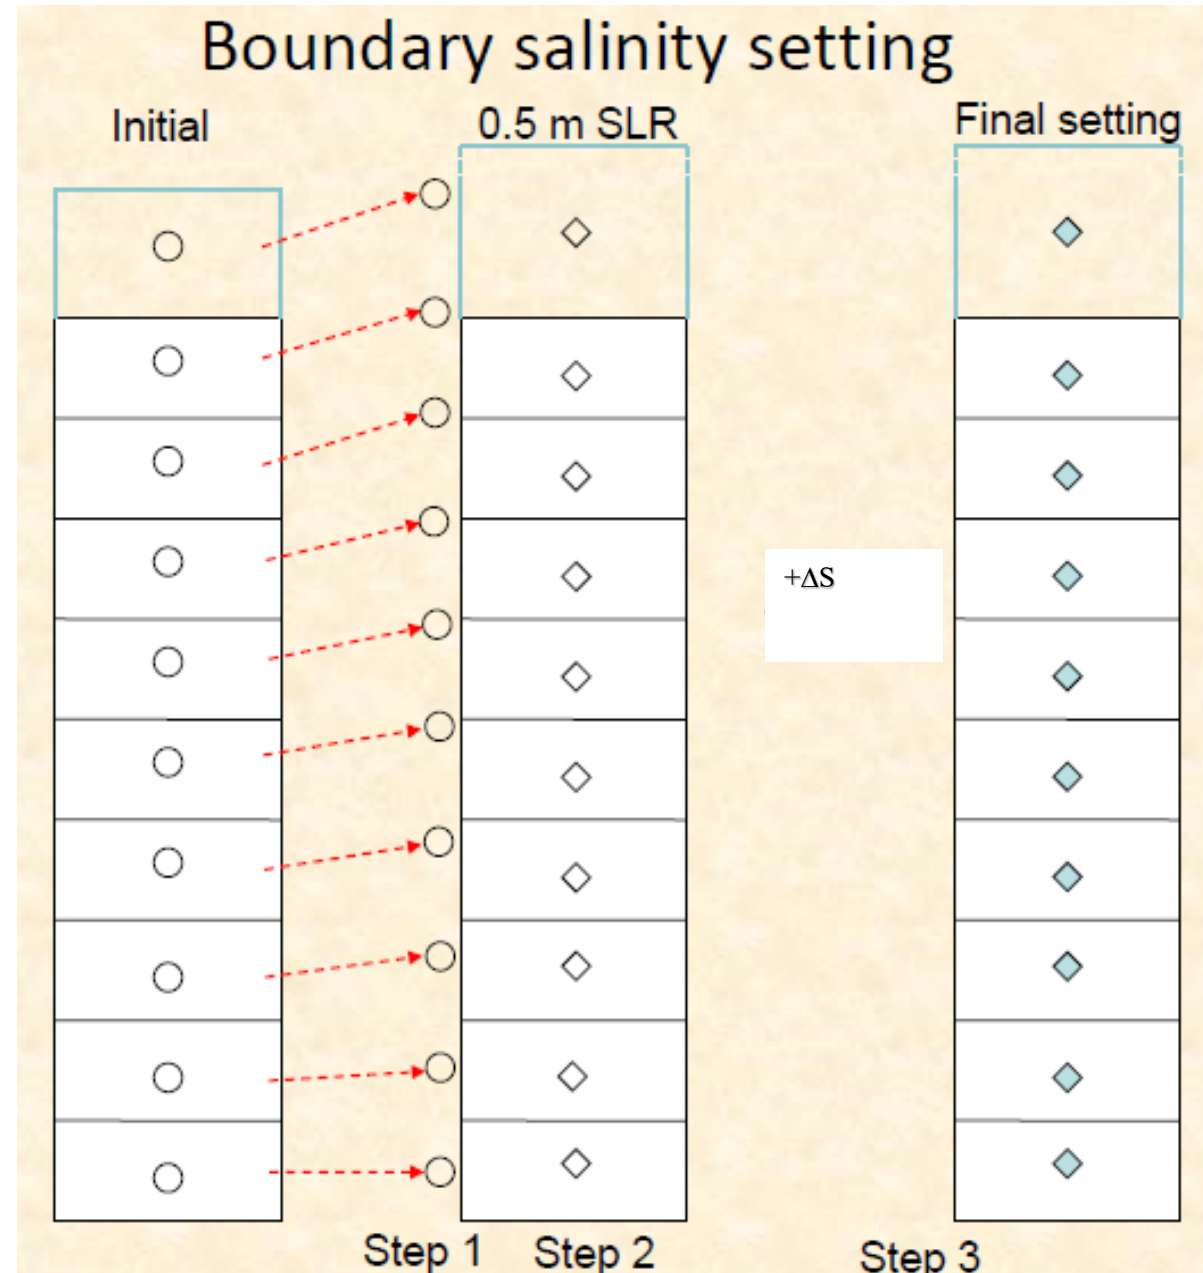 Boundary salinity setting
Initial
0.5 m SLR
Final setting
+ΔS
Step 1
Step 2
Step 3